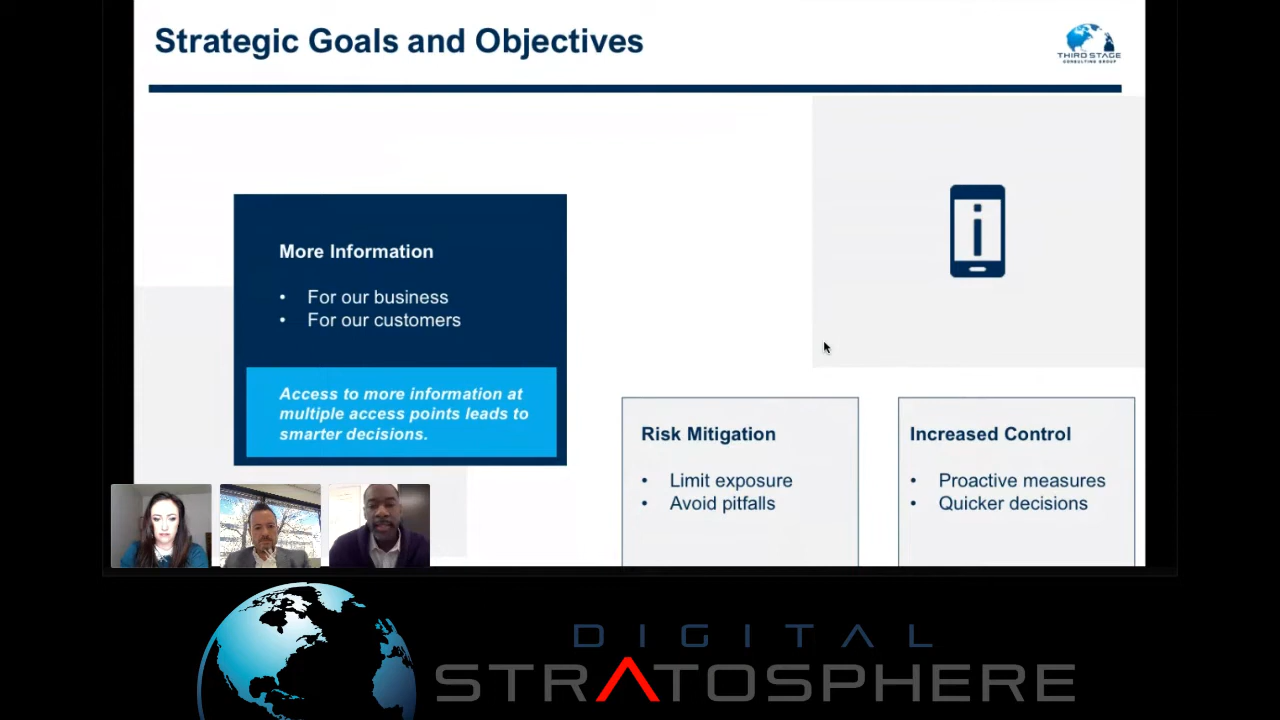 Strategic Goals and Objectives
THIRD STAGE
CONSULTING GROUP
More Information
• For our business
• For our customers
Access to more information at
multiple access points leads to
smarter decisions.
Risk Mitigation
• Limit exposure
• Avoid pitfalls
Increased Control
• Proactive measures
• Quicker decisions
DIGITAL
STRATOSPHERE